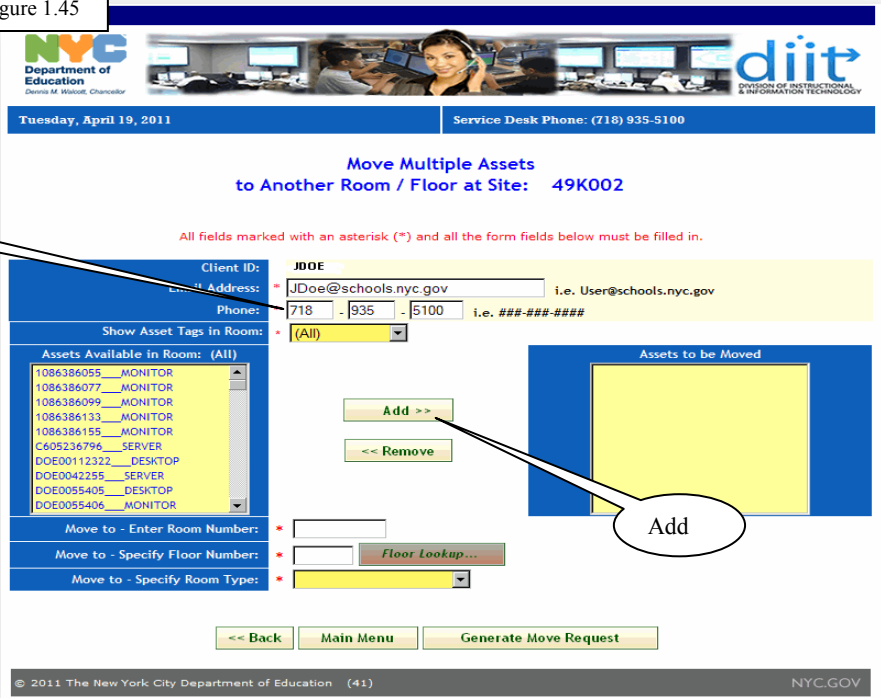 gure 1.45
NYC
Department of
Education
Dennis M. Walcott, Chancellor
diit
DIVISION OF INSTRUCTIONAL
& INFORMATION TECHNOLOGY
Tuesday, April 19, 2011 Service Desk Phone: (718) 935-5100
Move Multiple Assets
to Another Room / Floor at Site: 49K002
All fields marked with an asterisk (*) and all the form fields below must be filled in.
Client ID: JDOE
Email Address: * JDoe@schools.nyc.gov i.e. User@schools.nyc.gov
Phone: 718 - 935 - 5100 i.e. ###-###-####
Show Asset Tags in Room: * (All)
Assets Available in Room: (All) Assets to be Moved
1086386055___MONITOR
1086386077___MONITOR
1086386099___MONITOR
1086386133___MONITOR
1086386155___MONITOR
C605236796___SERVER
DOE00112322___DESKTOP
DOE0042255___SERVER
DOE0055405___DESKTOP
DOE0055406___MONITOR
Add >>
<< Remove
Add
Move to - Enter Room Number: *
Move to - Specify Floor Number: * Floor Lookup...
Move to - Specify Room Type: *
<< Back Main Menu Generate Move Request
© 2011 The New York City Department of Education (41) NYC.GOV